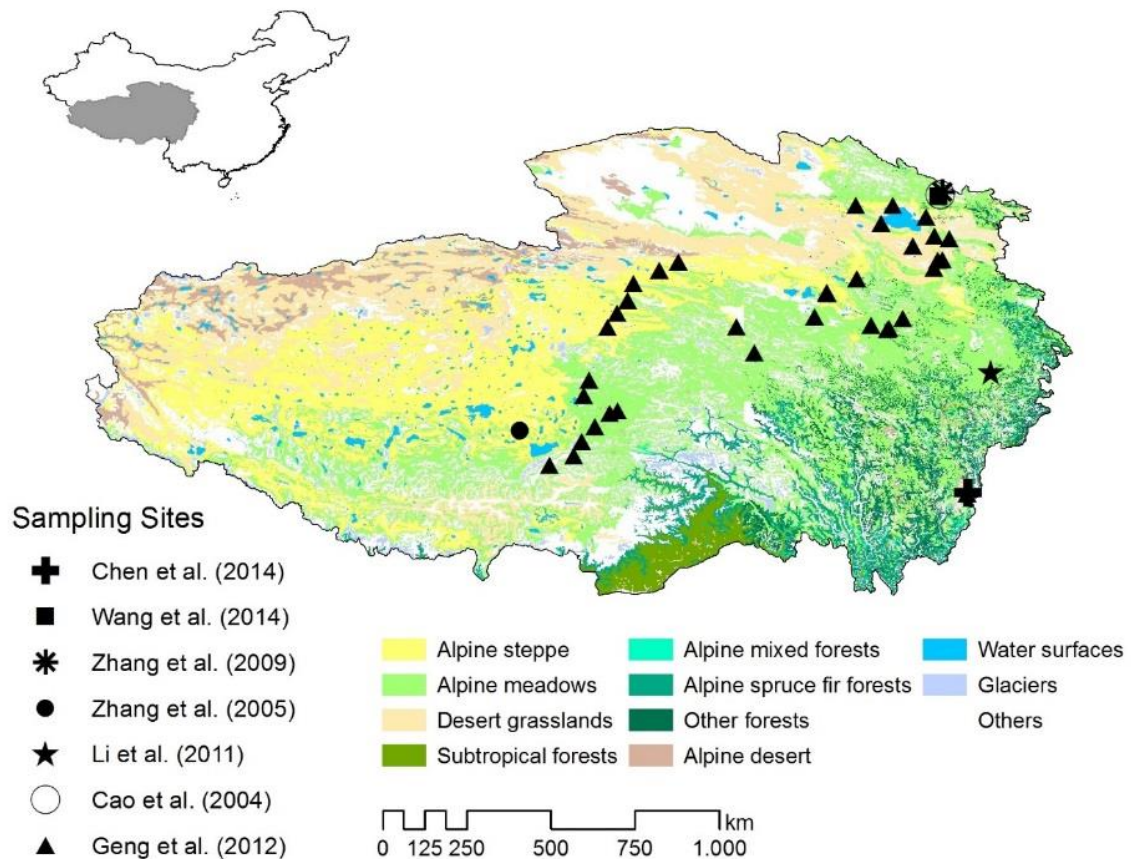 Sampling Sites
Chen et al. (2014)
Wang et al. (2014)
Zhang et al. (2009)
Zhang et al. (2005)
Li et al. (2011)
Cao et al. (2004)
Geng et al. (2012)
Alpine steppe
Alpine meadows
Desert grasslands
Subtropical forests
Alpine mixed forests
Alpine spruce fir forests
Other forests
Alpine desert
Water surfaces
Glaciers
Others
km
0 125 250 500 750 1.000